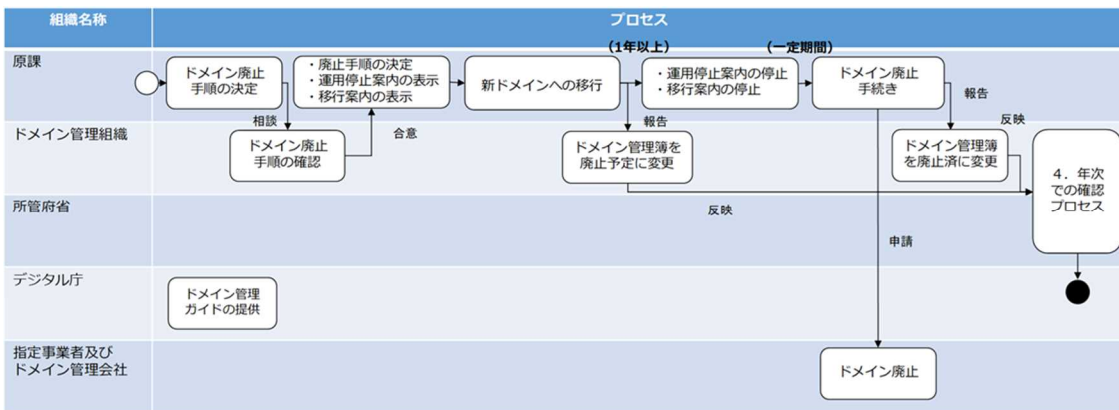 組織名称
プロセス
(1年以上)
(一定期間)
原課
ドメイン廃止
手順の決定
・廃止手順の決定
・運用停止案内の表示
・移行案内の表示
新ドメインへの移行
・運用停止案内の停止
・移行案内の停止
ドメイン廃止
手続き
相談
合意
報告
報告
反映
ドメイン管理組織
ドメイン廃止
手順の確認
ドメイン管理簿を
廃止予定に変更
ドメイン管理簿
を廃止済に変更
4．年次
での確認
プロセス
所管府省
反映
申請
デジタル庁
ドメイン管理
ガイドの提供
指定事業者及び
ドメイン管理会社
ドメイン廃止